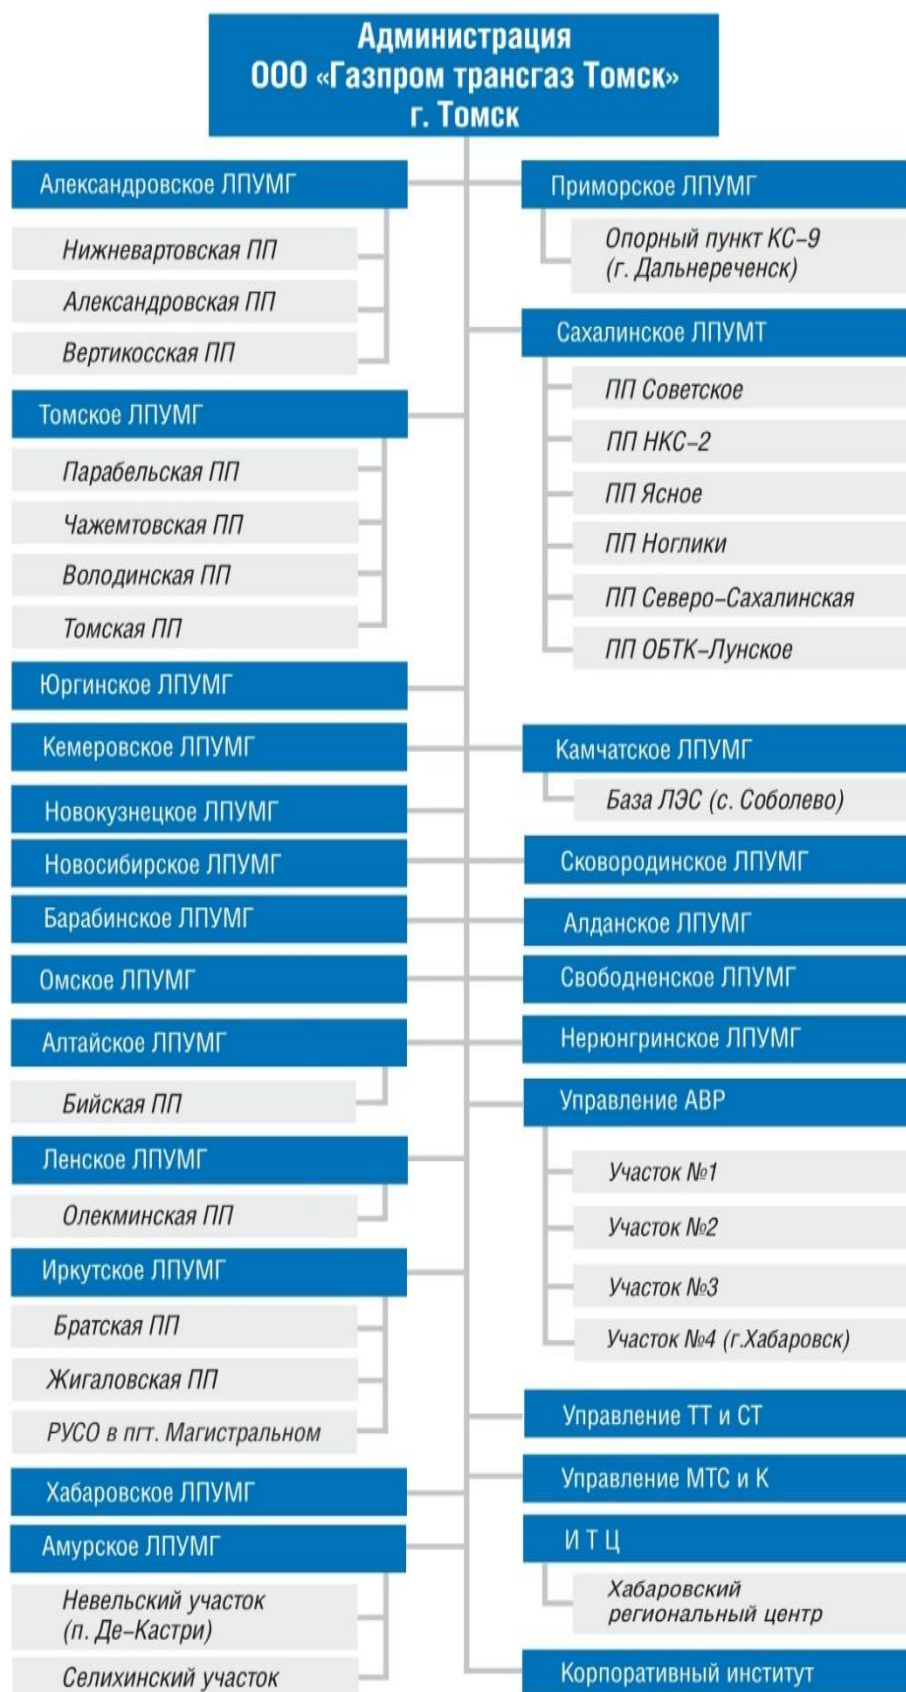 Администрация
ООО «Газпром трансгаз Томск»
г. Томск
Александровское ЛПУМГ
Нижневартовская ПП
Александровская ПП
Вертикосская ПП
Томское ЛПУМГ
Парабельская ПП
Чажемтовская ПП
Володинская ПП
Томская ПП
Юргинское ЛПУМГ
Кемеровское ЛПУМГ
Новокузнецкое ЛПУМГ
Новосибирское ЛПУМГ
Барабинское ЛПУМГ
Омское ЛПУМГ
Алтайское ЛПУМГ
Бийская ПП
Ленское ЛПУМГ
Олекминская ПП
Иркутское ЛПУМГ
Братская ПП
Жигаловская ПП
РУСО в пгт. Магистральном
Хабаровское ЛПУМГ
Амурское ЛПУМГ
Невельский участок
(п. Де-Кастри)
Селихинский участок
Приморское ЛПУМГ
Опорный пункт КС-9
(г. Дальнереченск)
Сахалинское ЛПУМТ
ПП Советское
ПП НКС-2
ПП Ясное
ПП Ноглики
ПП Северо-Сахалинская
ПП ОБТК-Лунское
Камчатское ЛПУМГ
База ЛЭС (с. Соболево)
Сковородинское ЛПУМГ
Алданское ЛПУМГ
Свободненское ЛПУМГ
Нерюнгринское ЛПУМГ
Управление АВР
Участок №1
Участок №2
Участок №3
Участок №4 (г.Хабаровск)
Управление ТТ и СТ
Управление МТС и К
И Т Ц
Хабаровский
региональный центр
Корпоративный институт